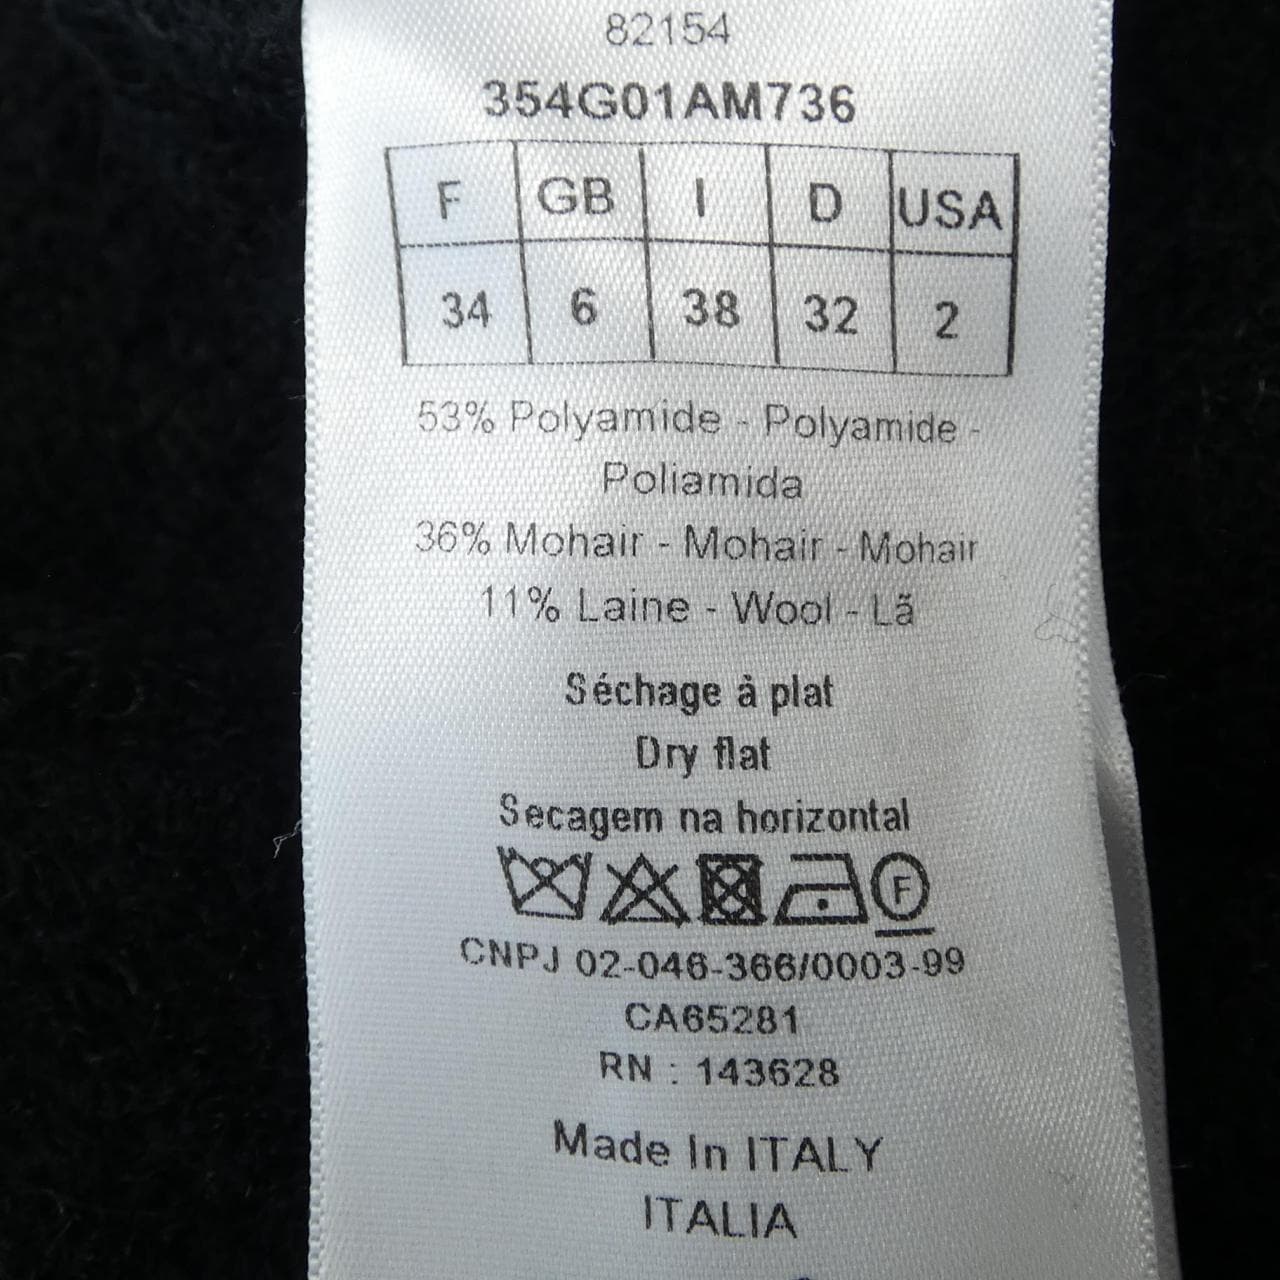 82154
354G01AM736
F GB I D USA
34 6 38 32 2
53% Polyamide - Polyamide -
Poliamida
36% Mohair - Mohair - Mohair
11% Laine - Wool - Lã
Séchage à plat
Dry flat
Secagem na horizontal
F
CNPJ 02-046-366/0003-99
CA65281
RN : 143628
Made In ITALY
ITALIA